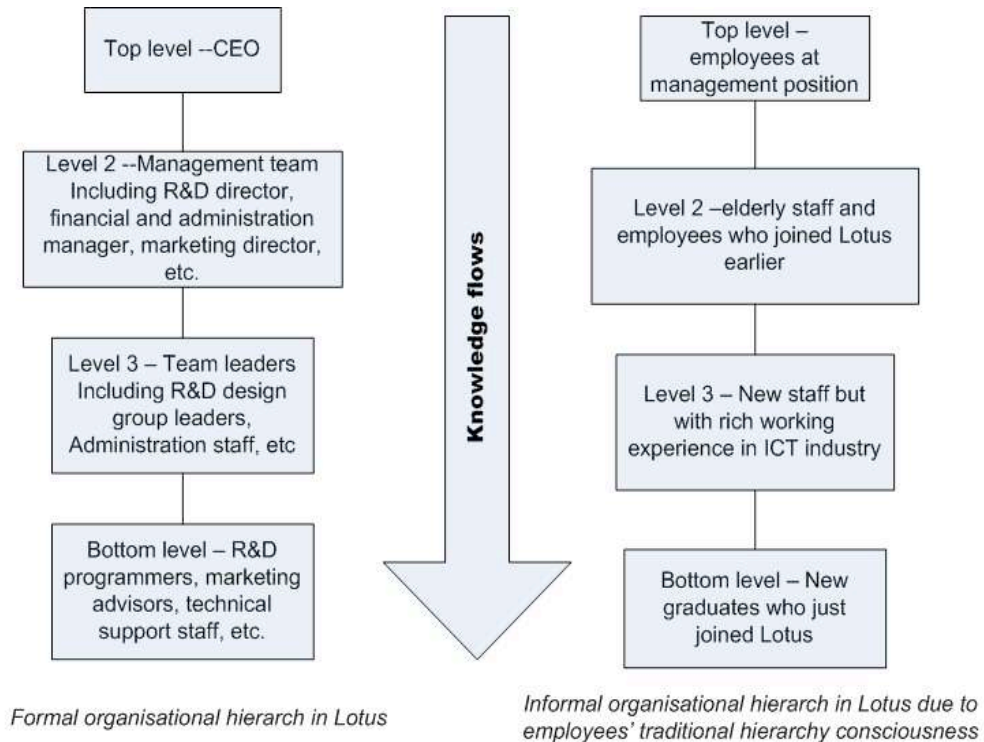 Top level --CEO
Level 2 --Management team
Including R&D director,
financial and administration
manager, marketing director,
etc.
Level 3 – Team leaders
Including R&D design
group leaders,
Administration staff, etc
Bottom level – R&D
programmers, marketing
advisors, technical
support staff, etc.
Formal organisational hierarch in Lotus
Knowledge flows
Top level –
employees at
management position
Level 2 –elderly staff and
employees who joined Lotus
earlier
Level 3 – New staff but
with rich working
experience in ICT industry
Bottom level – New
graduates who just
joined Lotus
Informal organisational hierarch in Lotus due to
employees’ traditional hierarchy consciousness